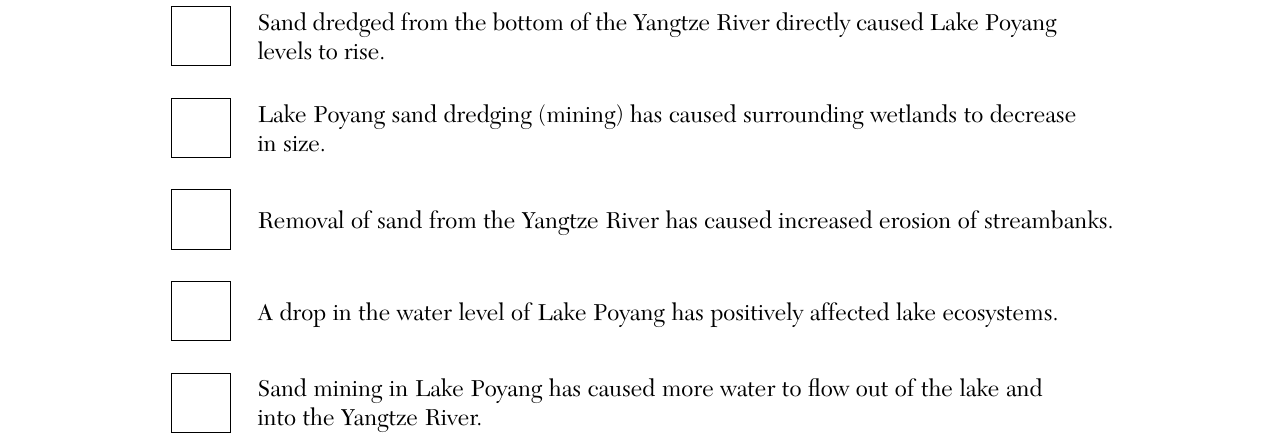 Sand dredged from the bottom of the Yangtze River directly caused Lake Poyang
levels to rise.
Lake Poyang sand dredging (mining) has caused surrounding wetlands to decrease
in size.
Removal of sand from the Yangtze River has caused increased erosion of streambanks.
A drop in the water level of Lake Poyang has positively affected lake ecosystems.
Sand mining in Lake Poyang has caused more water to flow out of the lake and
into the Yangtze River.